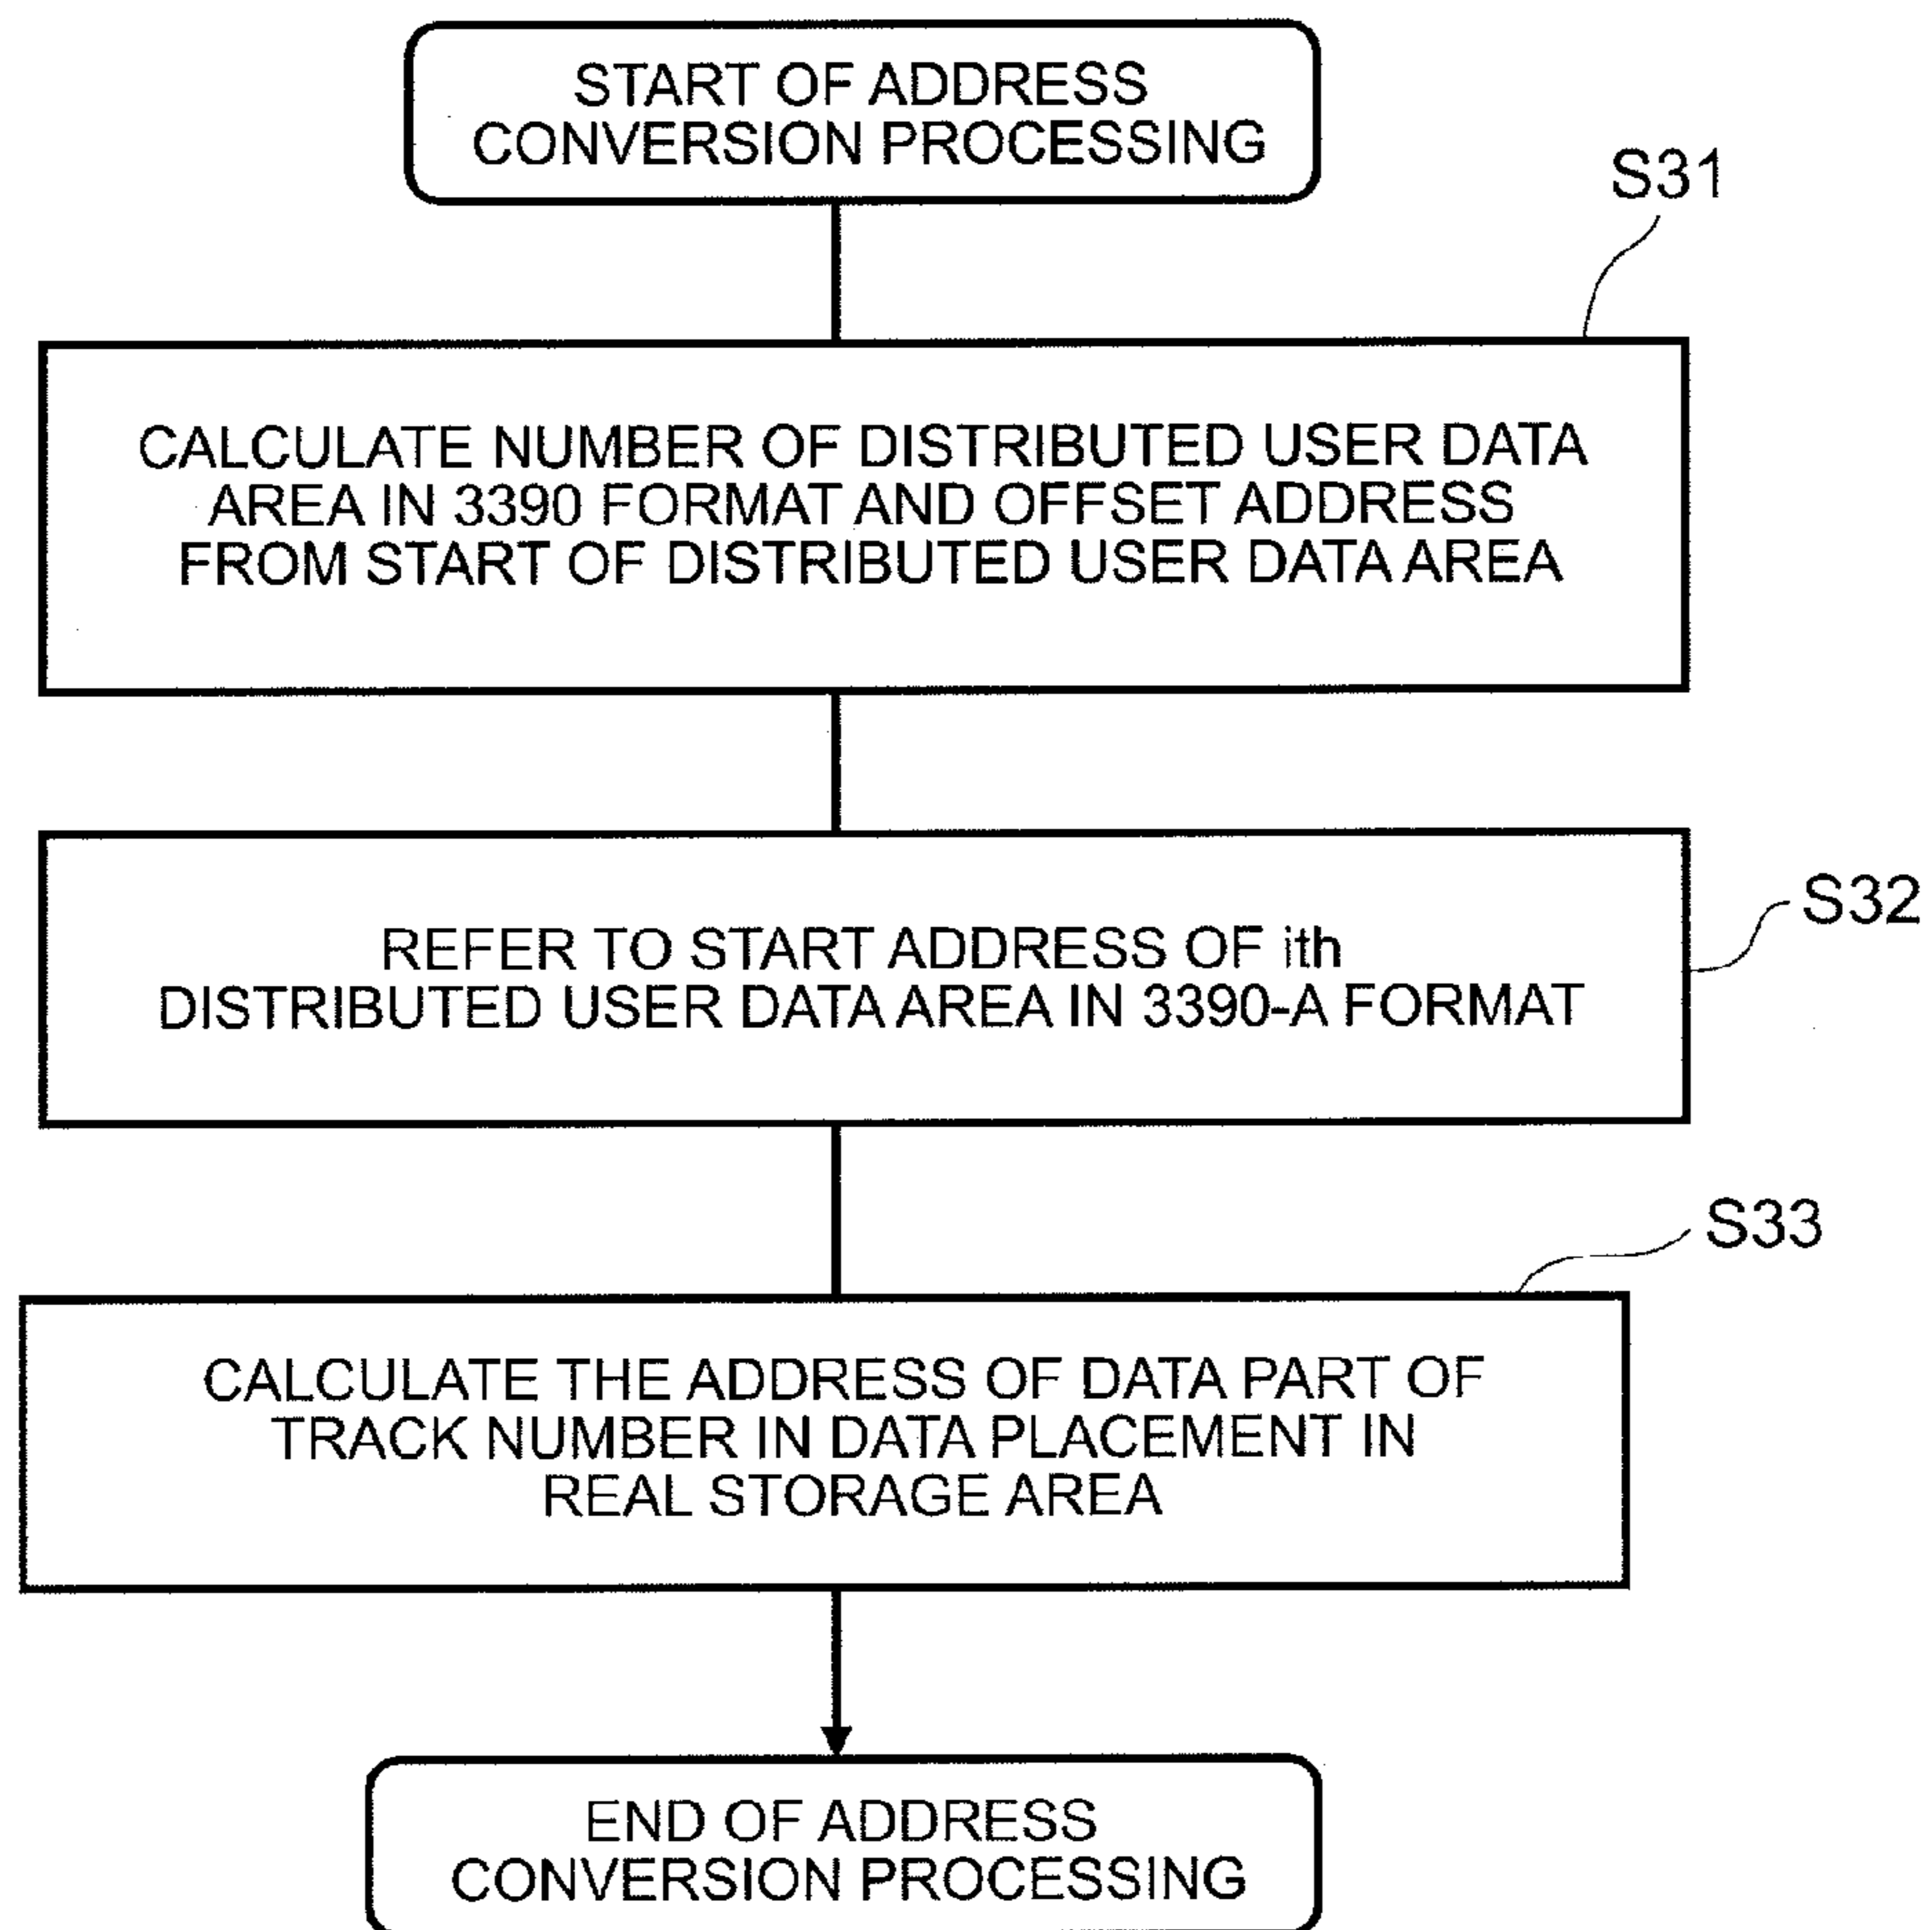 START OF ADDRESS
CONVERSION PROCESSING
S31
CALCULATE NUMBER OF DISTRIBUTED USER DATA
AREA IN 3390 FORMAT AND OFFSET ADDRESS
FROM START OF DISTRIBUTED USER DATA AREA
S32
REFER TO START ADDRESS OF ith
DISTRIBUTED USER DATA AREA IN 3390-A FORMAT
S33
CALCULATE THE ADDRESS OF DATA PART OF
TRACK NUMBER IN DATA PLACEMENT IN
REAL STORAGE AREA
END OF ADDRESS
CONVERSION PROCESSING